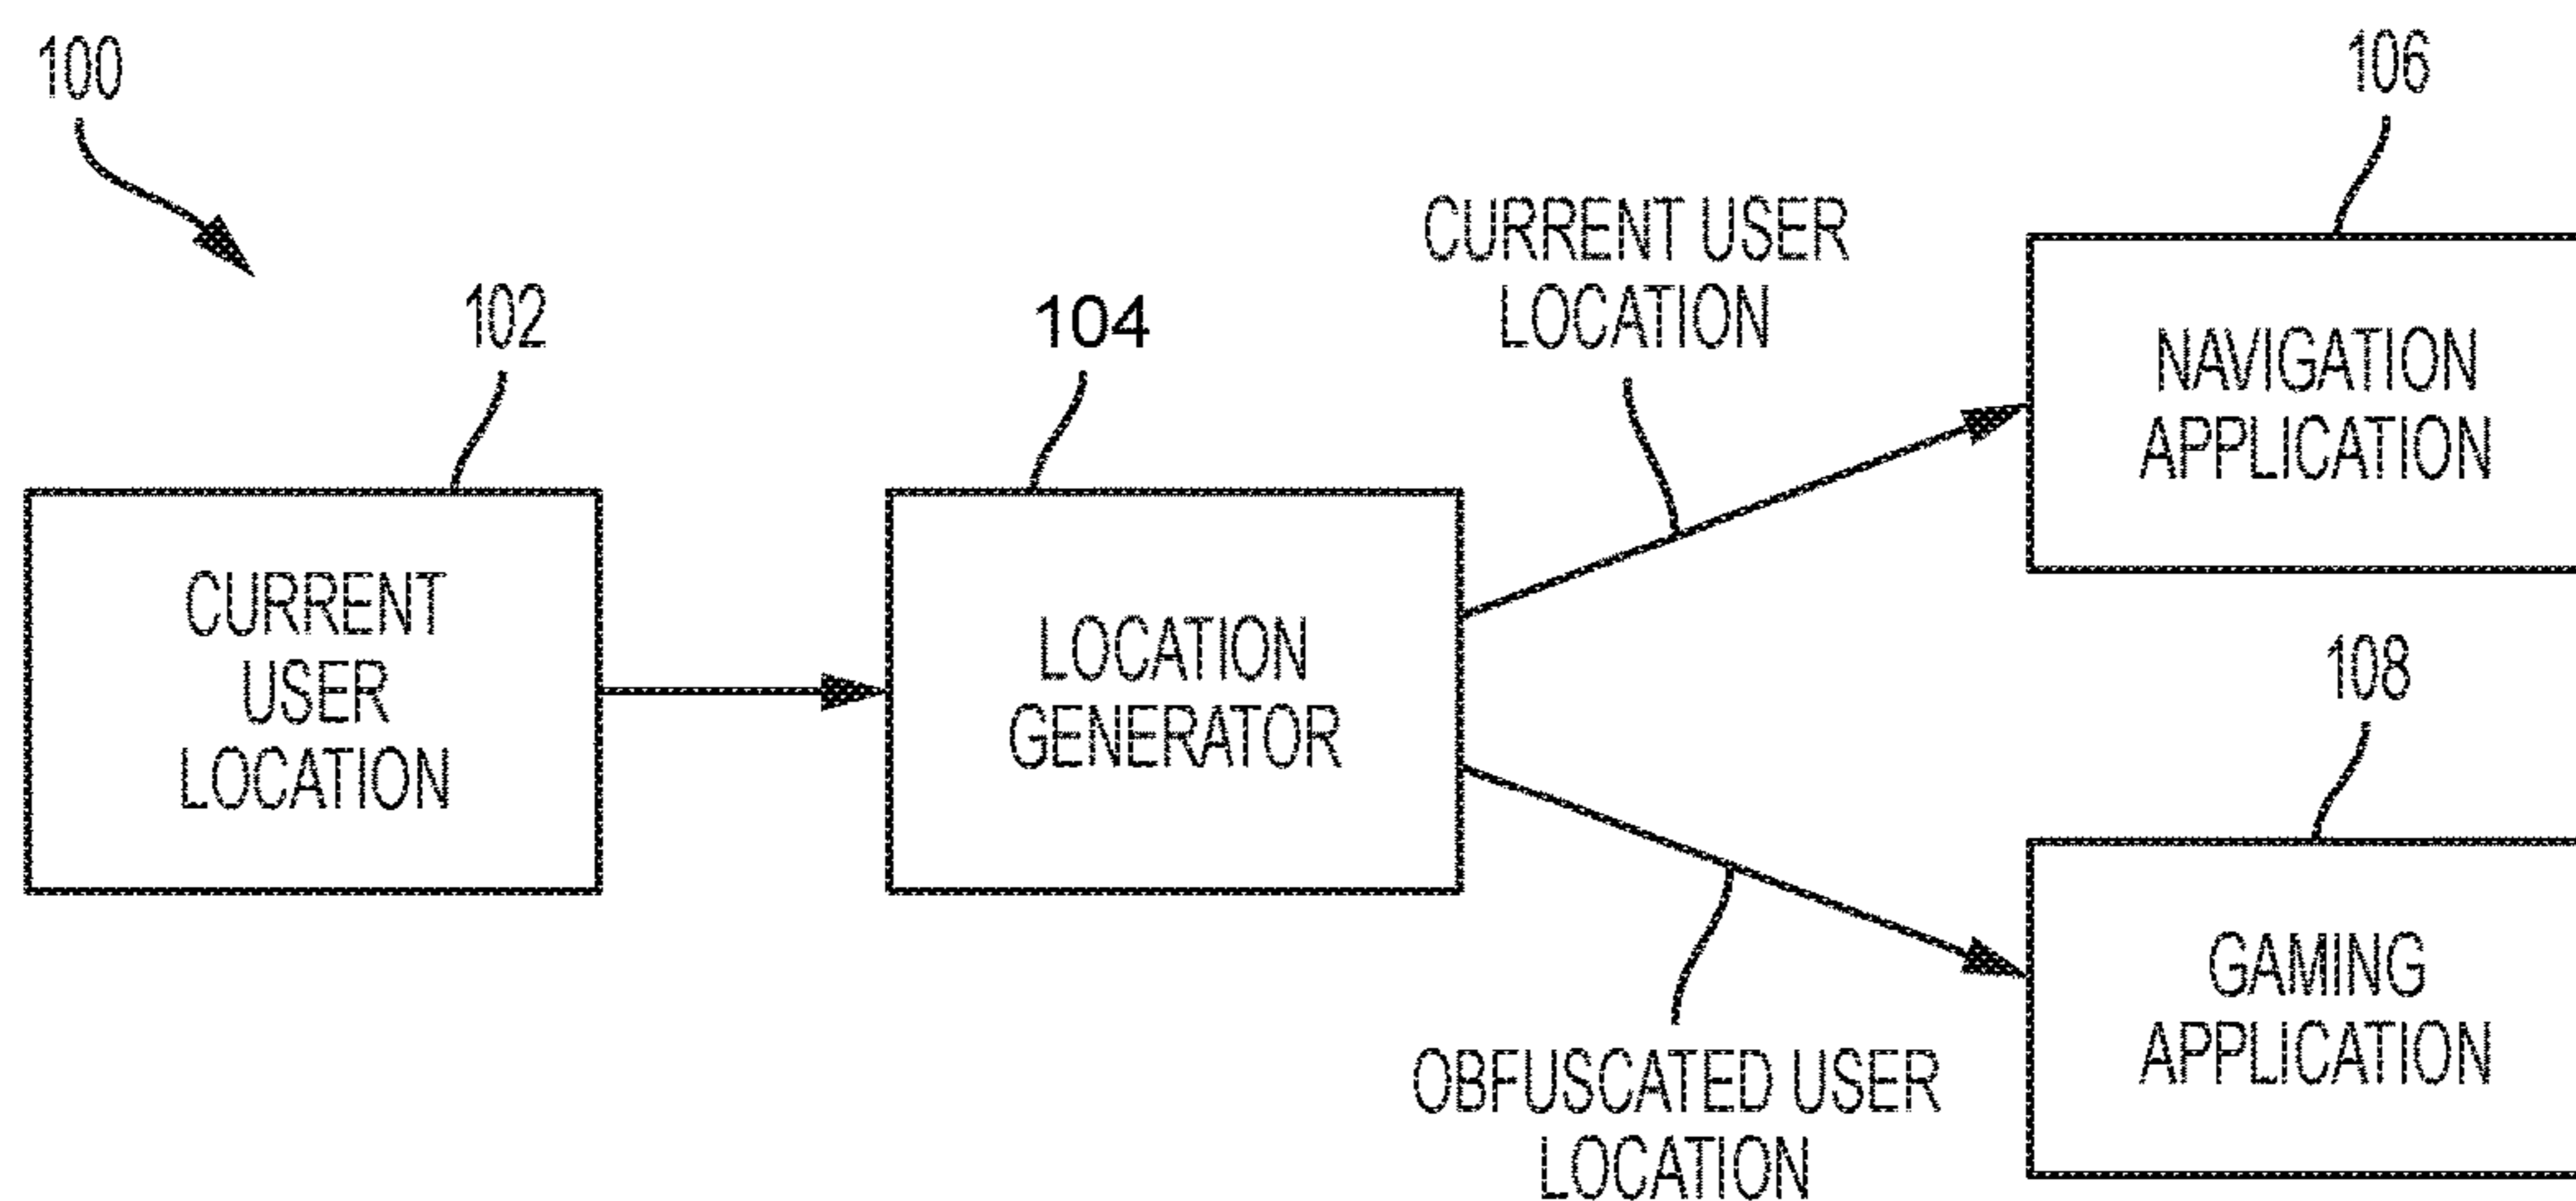 100
106
CURRENT USER
LOCATION
102
104
NAVIGATION
APPLICATION
CURRENT
USER
LOCATION
LOCATION
GENERATOR
108
GAMING
APPLICATION
OBFUSCATED USER
LOCATION